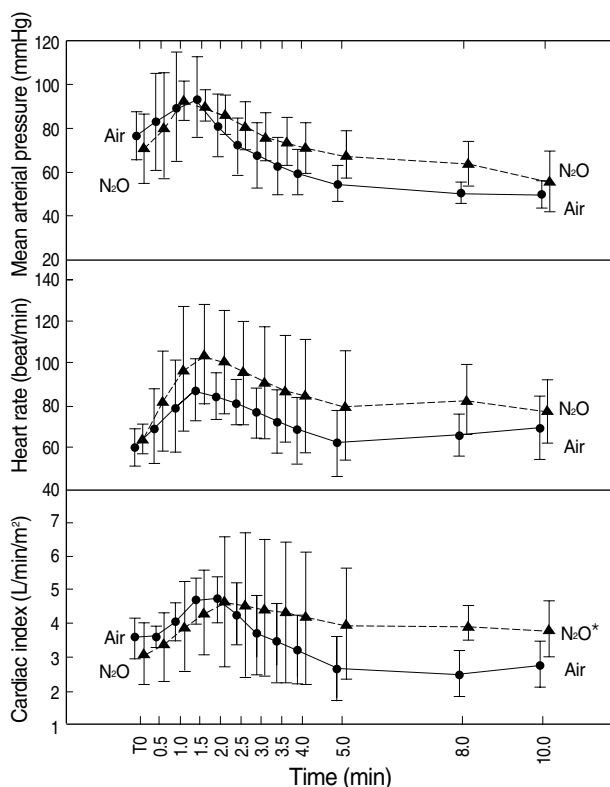 Mean arterial pressure (mmHg)
120
100
80
60
40
20
Air
N₂O
N₂O
Air
Heart rate (beat/min)
140
120
100
80
60
40
N₂O
Air
Cardiac index (L/min/m²)
7
6
5
4
3
2
1
Air
N₂O
N₂O*
Air
T0
0.5
1.0
1.5
2.0
2.5
3.0
3.5
4.0
5.0
8.0
10.0
Time (min)